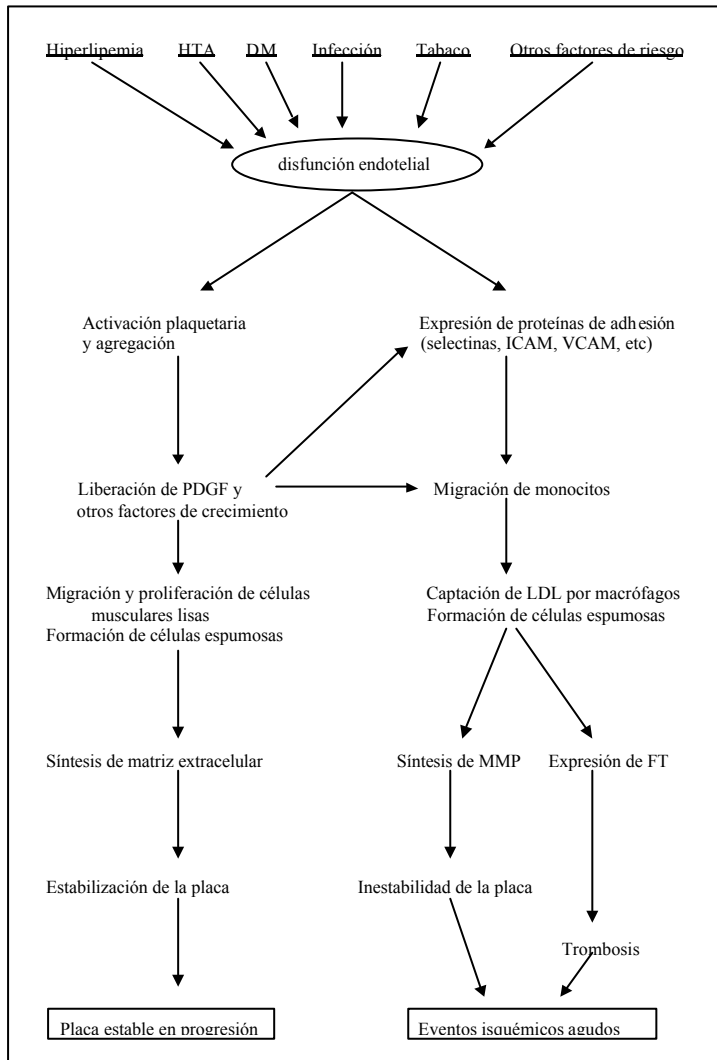 Hiperlipemia HTA DM Infección Tabaco Otros factores de riesgo
disfunción endotelial
Activación plaquetaria
y agregación
Expresión de proteínas de adhesión
(selectinas, ICAM, VCAM, etc)
Liberación de PDGF y
otros factores de crecimiento
Migración de monocitos
Migración y proliferación de células
musculares lisas
Formación de células espumosas
Captación de LDL por macrófagos
Formación de células espumosas
Síntesis de matriz extracelular
Síntesis de MMP
Expresión de FT
Estabilización de la placa
Inestabilidad de la placa
Trombosis
Placa estable en progresión
Eventos isquémicos agudos